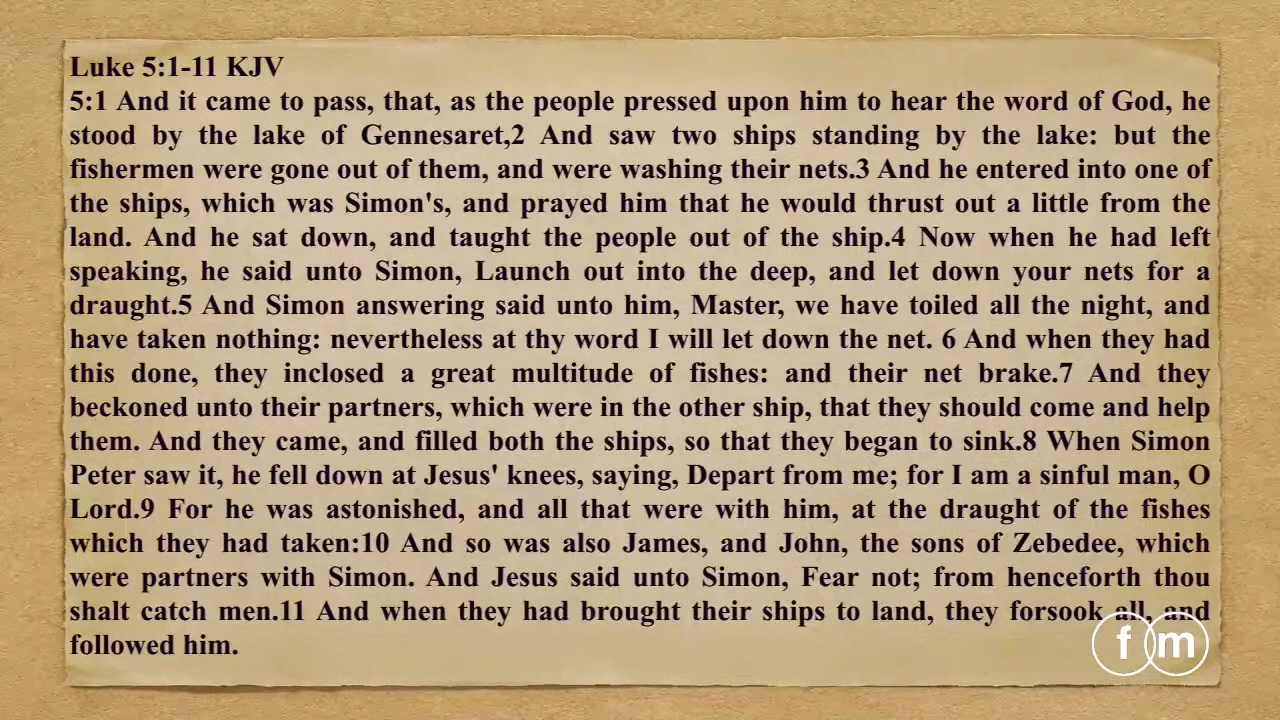 Luke 5:1-11 KJV
5:1 And it came to pass, that, as the people pressed upon him to hear the word of God, he
stood by the lake of Gennesaret,2 And saw two ships standing by the lake: but the
fishermen were gone out of them, and were washing their nets.3 And he entered into one of
the ships, which was Simon's, and prayed him that he would thrust out a little from the
land. And he sat down, and taught the people out of the ship.4 Now when he had left
speaking, he said unto Simon, Launch out into the deep, and let down your nets for a
draught.5 And Simon answering said unto him, Master, we have toiled all the night, and
have taken nothing: nevertheless at thy word I will let down the net. 6 And when they had
this done, they inclosed a great multitude of fishes: and their net brake.7 And they
beckoned unto their partners, which were in the other ship, that they should come and help
them. And they came, and filled both the ships, so that they began to sink.8 When Simon
Peter saw it, he fell down at Jesus' knees, saying, Depart from me; for I am a sinful man, O
Lord.9 For he was astonished, and all that were with him, at the draught of the fishes
which they had taken:10 And so was also James, and John, the sons of Zebedee, which
were partners with Simon. And Jesus said unto Simon, Fear not; from henceforth thou
shalt catch men.11 And when they had brought their ships to land, they forsook all, and
followed him.
f m